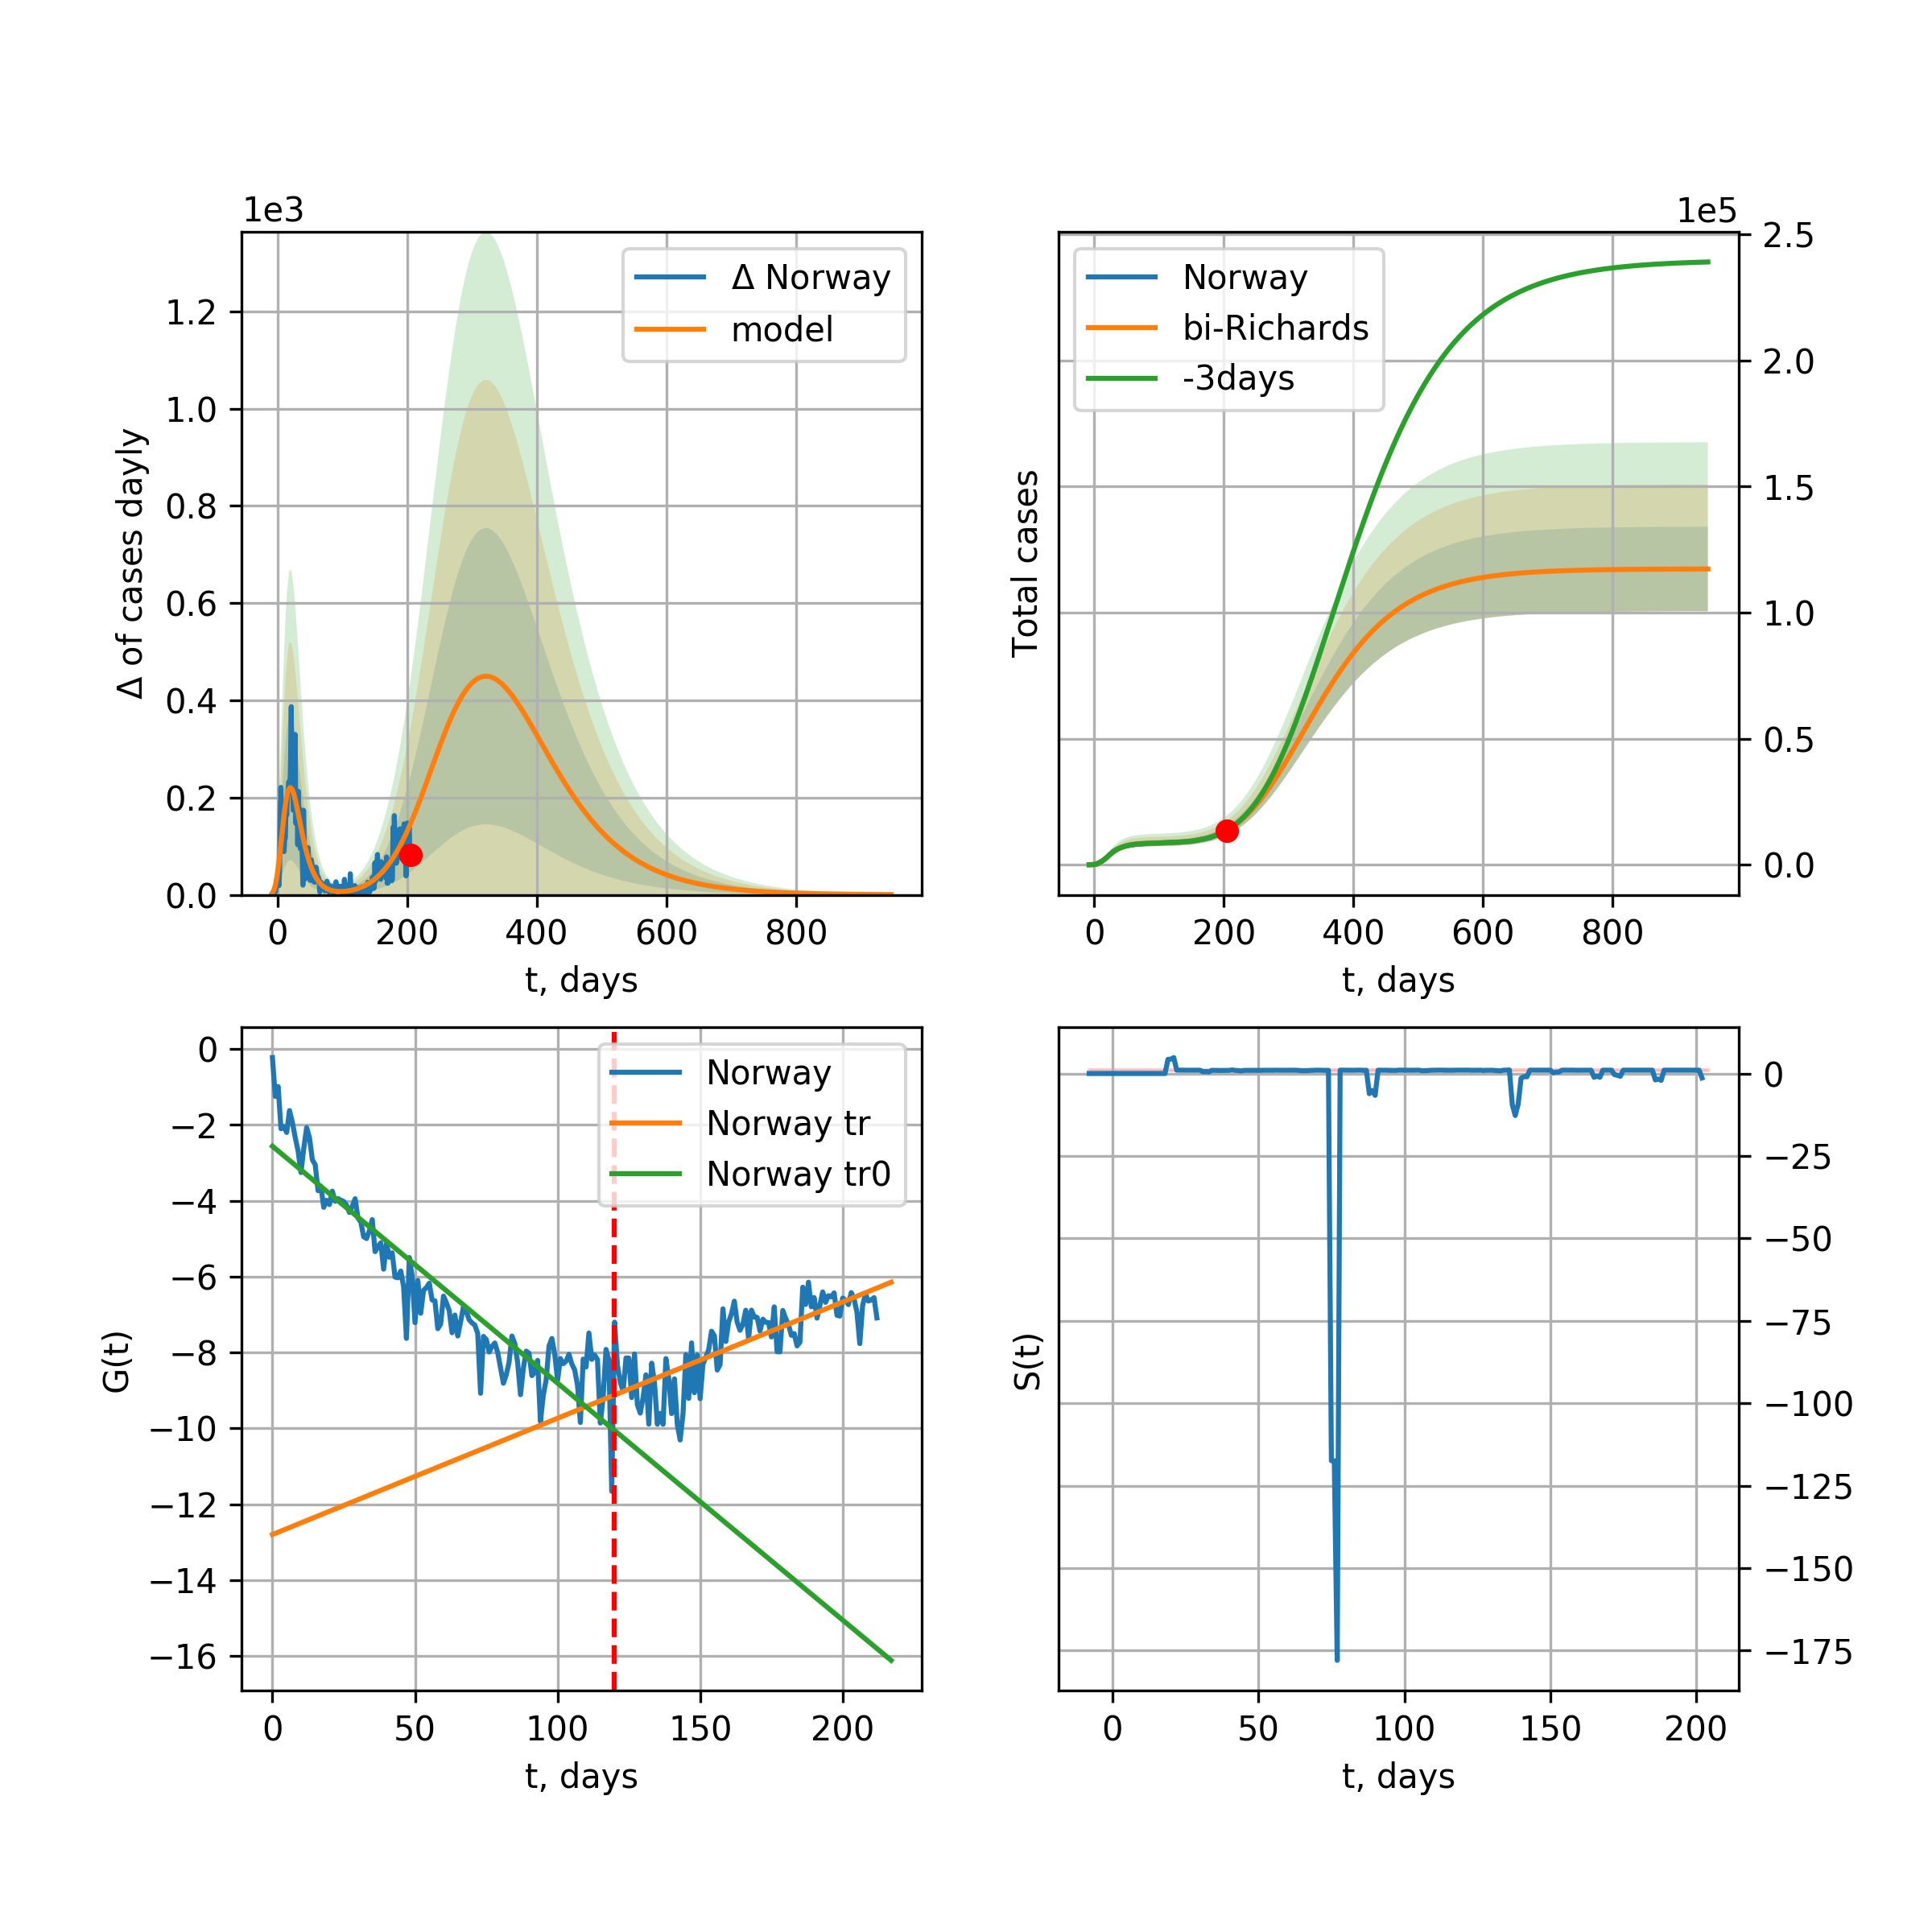 1e3
Δ Norway
model
1.2
1.0
0.8
0.6
0.4
0.2
0.0
Δ of cases dayly
0 200 400 600 800
t, days
1e5
Norway
bi-Richards
-3days
2.5
2.0
1.5
1.0
0.5
0.0
Total cases
0 200 400 600 800
t, days
Norway
Norway tr
Norway tr0
0
−2
−4
−6
−8
−10
−12
−14
−16
G(t)
0 50 100 150 200
t, days
0
−25
−50
−75
−100
−125
−150
−175
S(t)
0 50 100 150 200
t, days